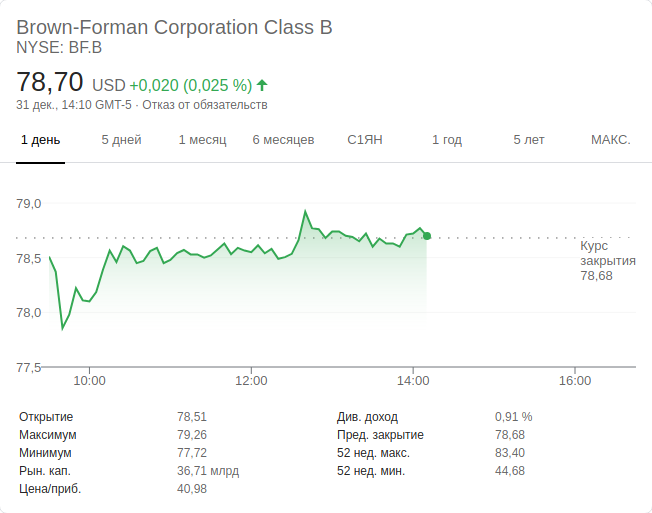 Brown-Forman Corporation Class B
NYSE: BF.B
78,70 USD +0,020 (0,025 %)
31 дек., 14:10 GMT-5 · Отказ от обязательств
1 день 5 дней 1 месяц 6 месяцев С1ЯН 1 год 5 лет МАКС.
79,0
78,5
78,0
77,5
Курс
закрытия
78,68
10:00 12:00 14:00 16:00
Открытие 78,51 Див. доход 0,91 %
Максимум 79,26 Пред. закрытие 78,68
Минимум 77,72 52 нед. макс. 83,40
Рын. кап. 36,71 млрд 52 нед. мин. 44,68
Цена/приб. 40,98